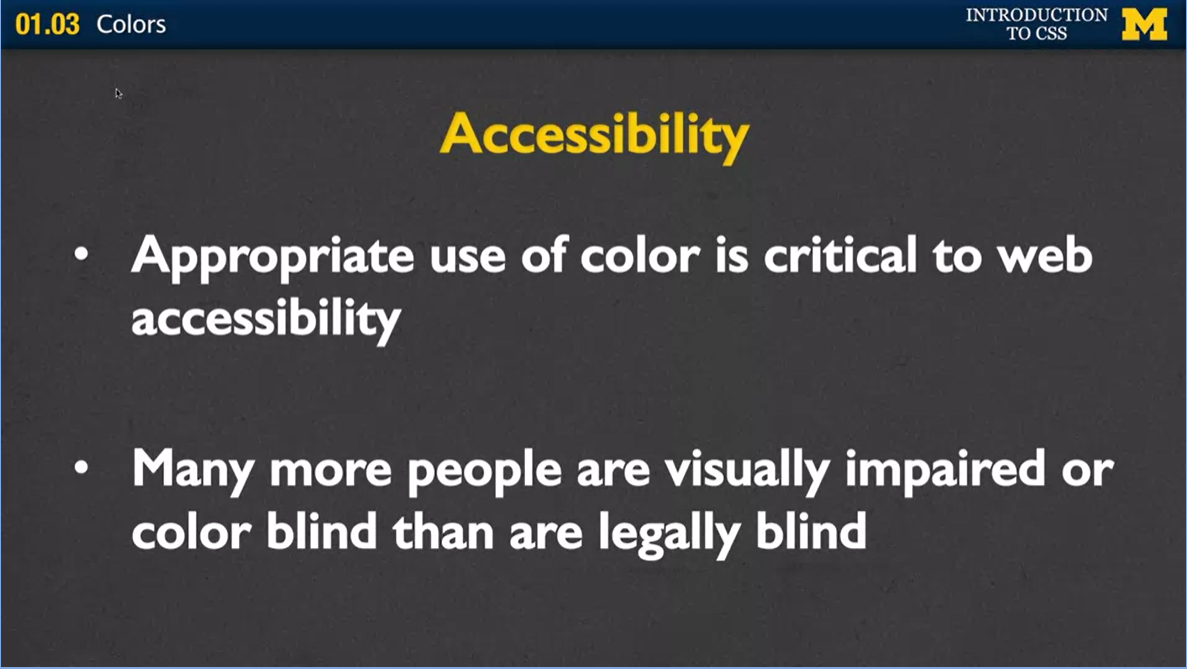 01.03 Colors
INTRODUCTION
TO CSS
M
Accessibility
• Appropriate use of color is critical to web
accessibility
• Many more people are visually impaired or
color blind than are legally blind